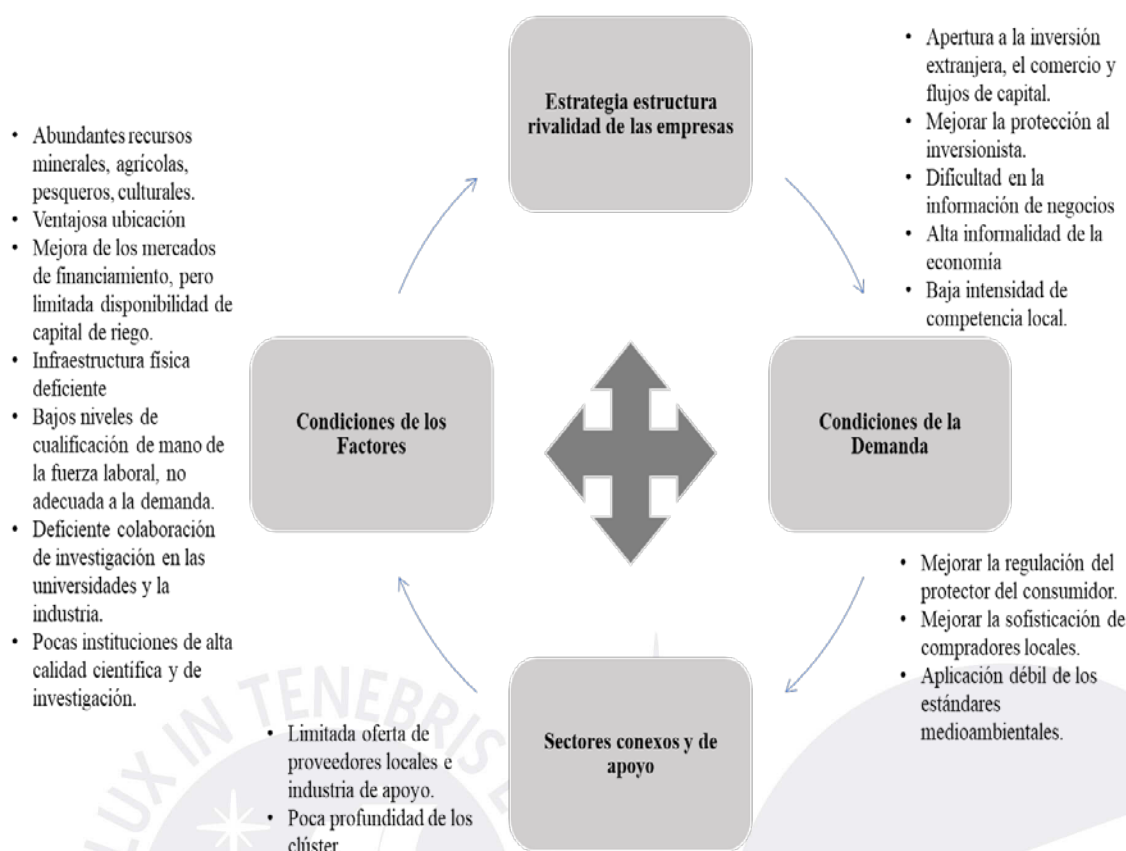 Estrategia estructura
rivalidad de las empresas
• Apertura a la inversión
extranjera, el comercio y
flujos de capital.
• Mejorar la protección al
inversionista.
• Dificultad en la
información de negocios
• Alta informalidad de la
economía
• Baja intensidad de
competencia local.
• Abundantes recursos
minerales, agrícolas,
pesqueros, culturales.
• Ventajosa ubicación
• Mejora de los mercados
de financiamiento, pero
limitada disponibilidad de
capital de riego.
• Infraestructura física
deficiente
• Bajos niveles de
cualificación de mano de
la fuerza laboral, no
adecuada a la demanda.
• Deficiente colaboración
de investigación en las
universidades y la
industria.
• Pocas instituciones de alta
calidad científica y de
investigación.
Condiciones de los
Factores
Condiciones de la
Demanda
• Mejorar la regulación del
protector del consumidor.
• Mejorar la sofisticación de
compradores locales.
• Aplicación débil de los
estándares
medioambientales.
• Limitada oferta de
proveedores locales e
industria de apoyo.
• Poca profundidad de los
clúster
Sectores conexos y de
apoyo
LUX IN TENEBRIS